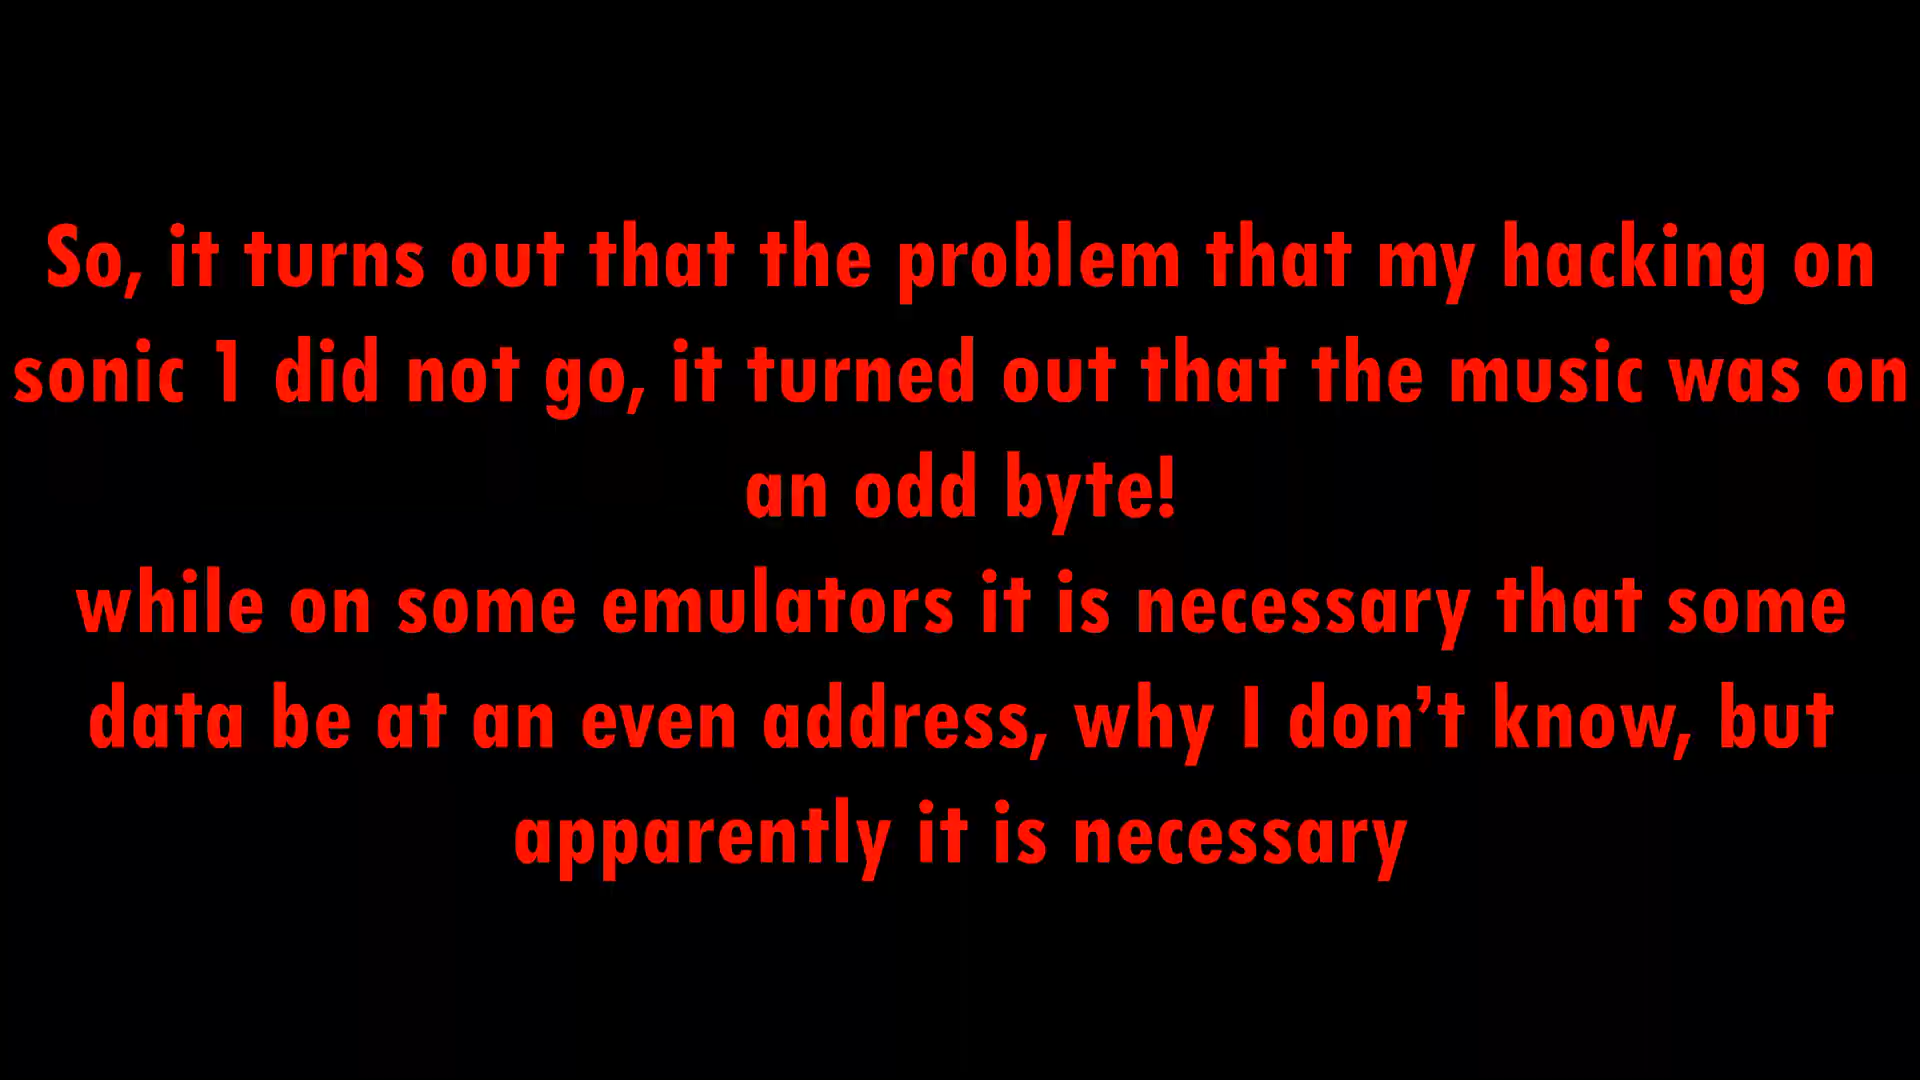 So, it turns out that the problem that my hacking on
sonic 1 did not go, it turned out that the music was on
an odd byte!
while on some emulators it is necessary that some
data be at an even address, why I don’t know, but
apparently it is necessary